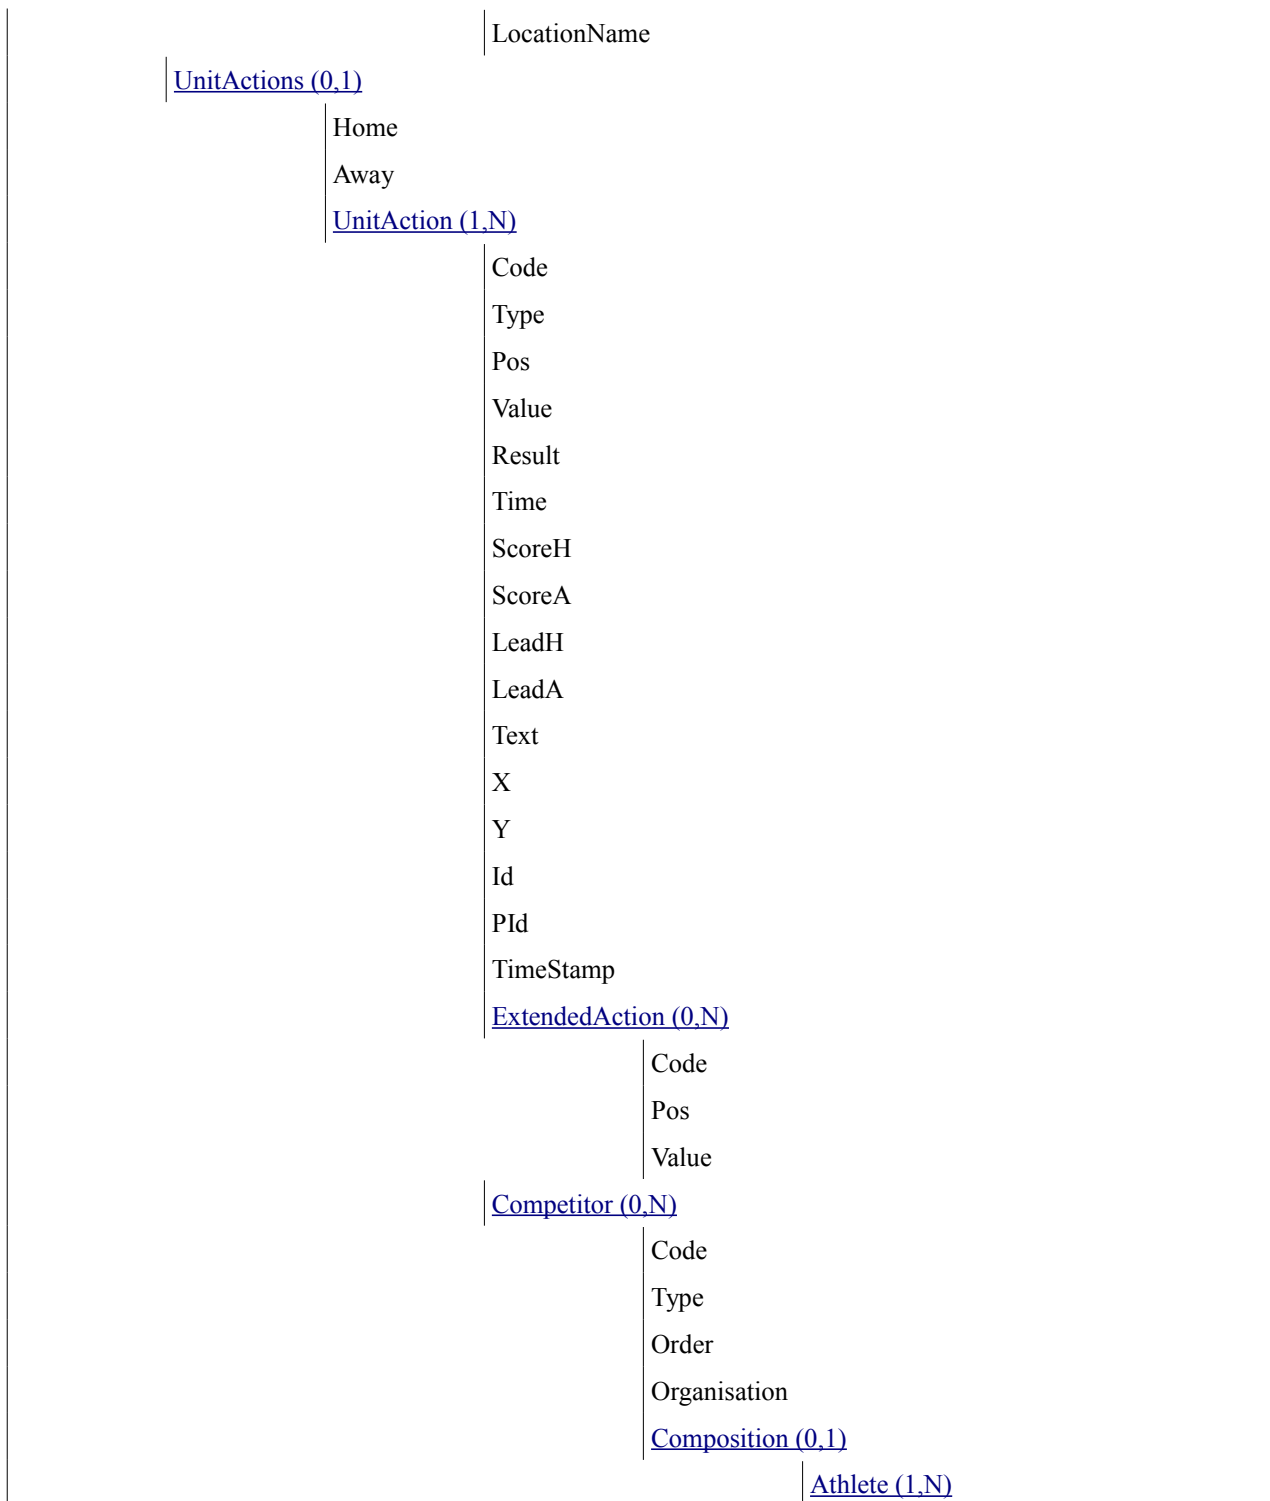 LocationName
UnitActions (0,1)
Home
Away
UnitAction (1,N)
Code
Type
Pos
Value
Result
Time
ScoreH
ScoreA
LeadH
LeadA
Text
X
Y
Id
PId
TimeStamp
ExtendedAction (0,N)
Code
Pos
Value
Competitor (0,N)
Code
Type
Order
Organisation
Composition (0,1)
Athlete (1,N)